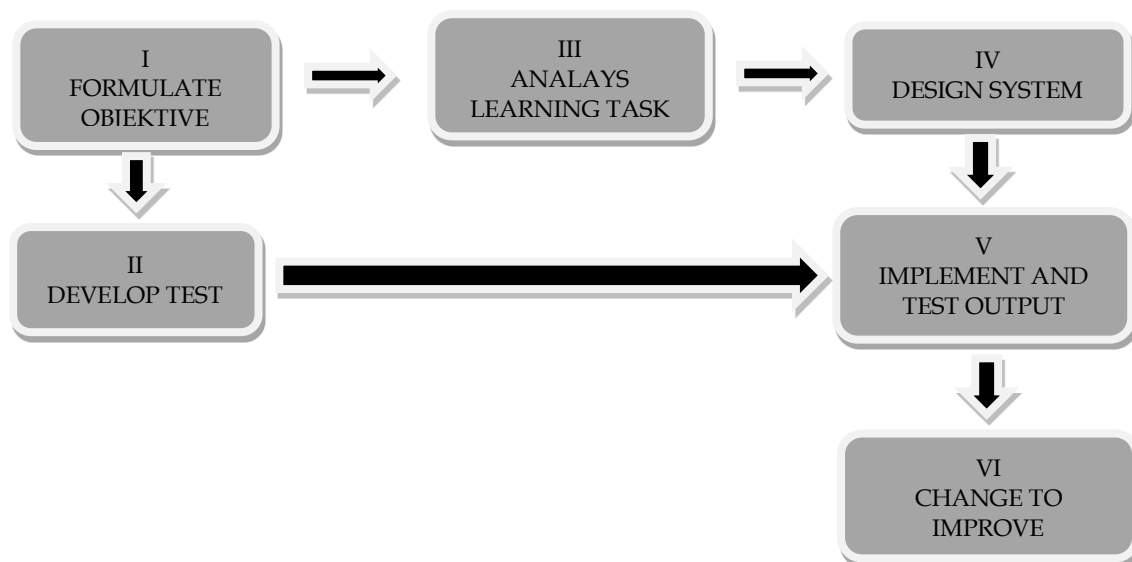 I
FORMULATE
OBJEKTIVE
III
ANALAYS
LEARNING TASK
IV
DESIGN SYSTEM
II
DEVELOP TEST
V
IMPLEMENT AND
TEST OUTPUT
VI
CHANGE TO
IMPROVE